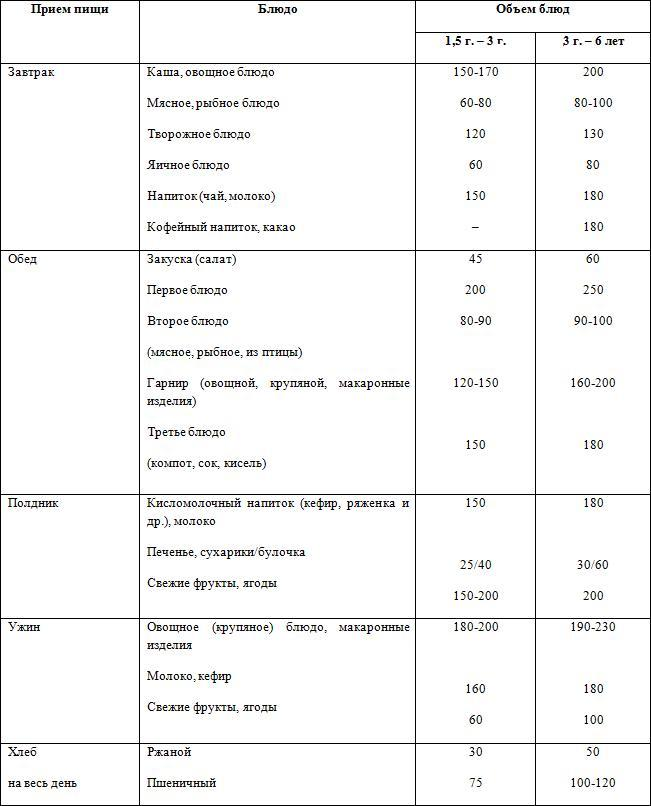 Прием пищи Блюдо Объем блюд
1,5 г. – 3 г. 3 г. – 6 лет
Завтрак Каша, овощное блюдо 150-170 200
Мясное, рыбное блюдо 60-80 80-100
Творожное блюдо 120 130
Яичное блюдо 60 80
Напиток (чай, молоко) 150 180
Кофейный напиток, какао – 180
Обед Закуска (салат) 45 60
Первое блюдо 200 250
Второе блюдо 80-90 90-100
(мясное, рыбное, из птицы)
Гарнир (овощной, крупяной, макаронные 120-150 160-200
изделия)
Третье блюдо
150 180
(компот, сок, кисель)
Полдник Кисломолочный напиток (кефир, ряженка и 150 180
др.), молоко
Печенье, сухарики/булочка
25/40 30/60
Свежие фрукты, ягоды
150-200 200
Ужин Овощное (крупяное) блюдо, макаронные 180-200 190-230
изделия
Молоко, кефир
160 180
Свежие фрукты, ягоды
60 100
Хлеб Ржаной 30 50
на весь день Пшеничный 75 100-120